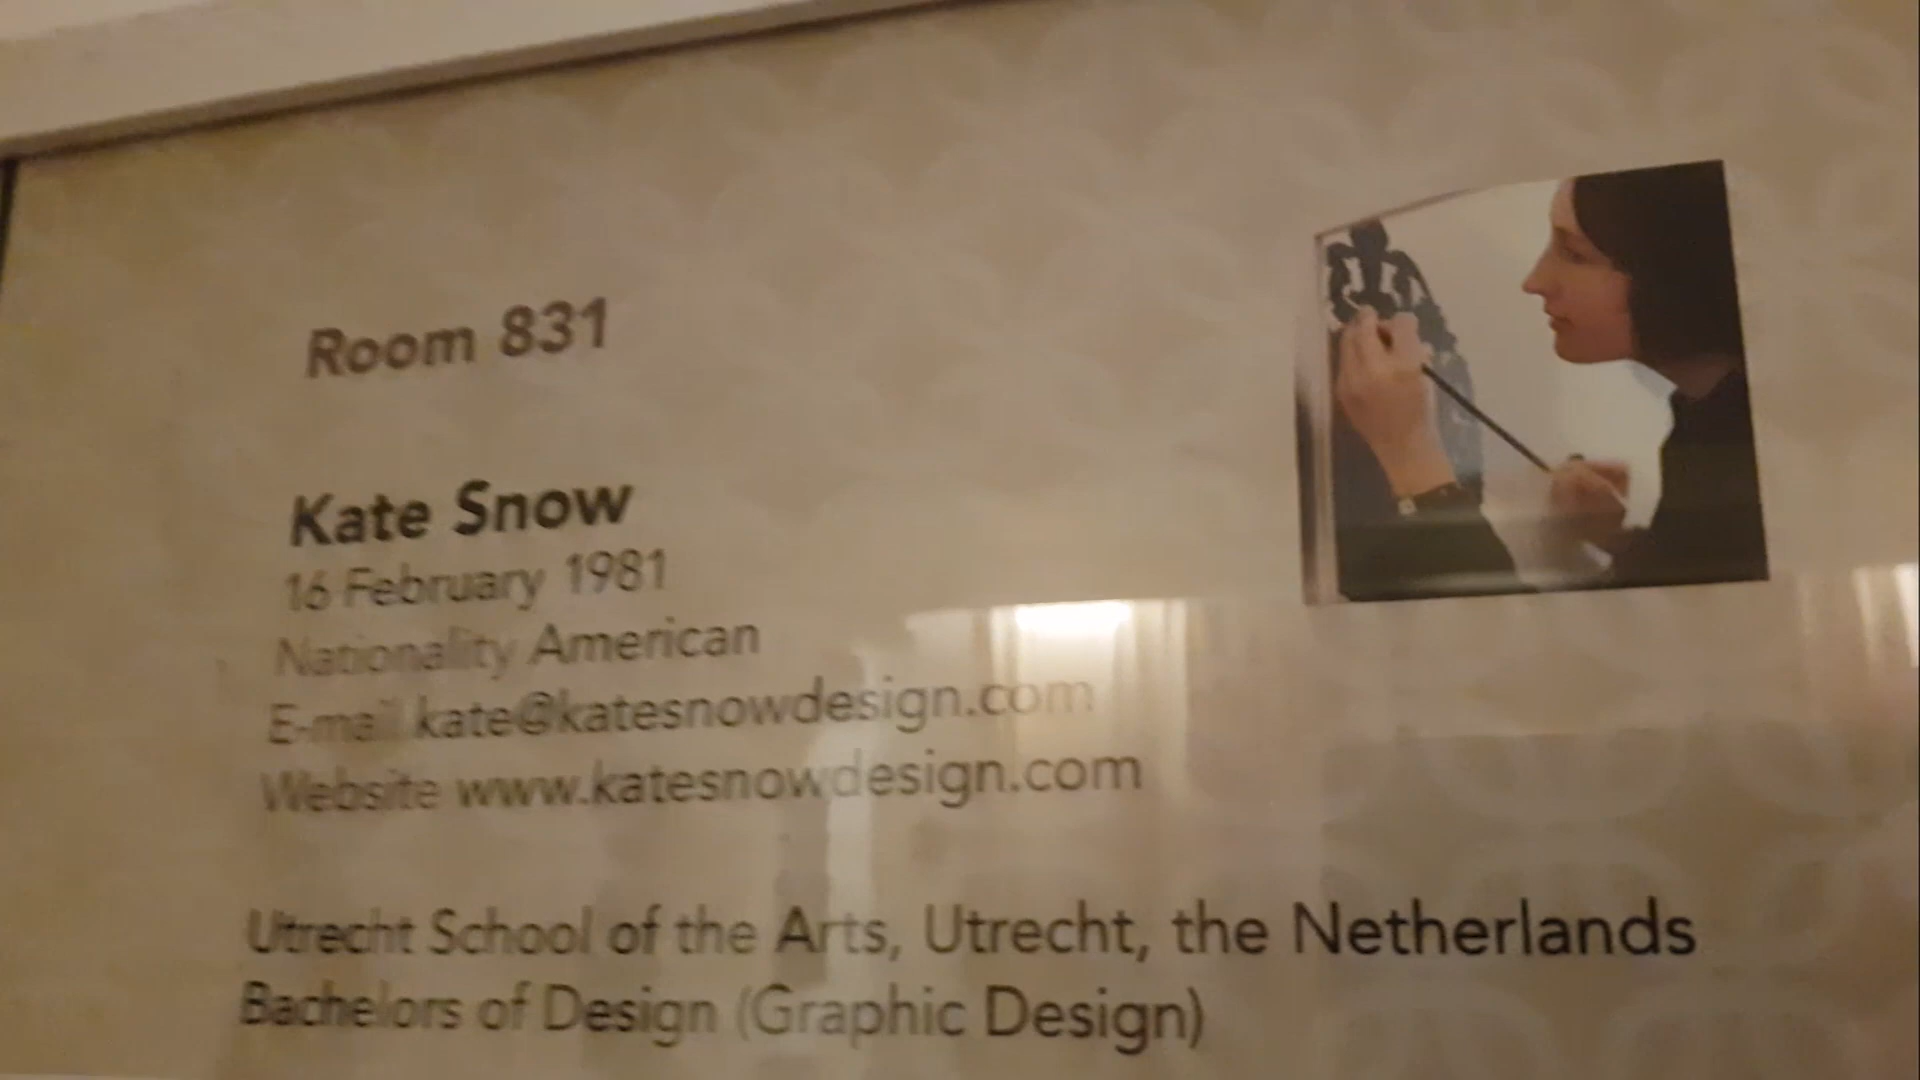 Room 831
Kate Snow
16 February 1981
Nationality American
E-mail kate@katesnowdesign.com
Website www.katesnowdesign.com
Utrecht School of the Arts, Utrecht, the Netherlands
Bachelors of Design (Graphic Design)